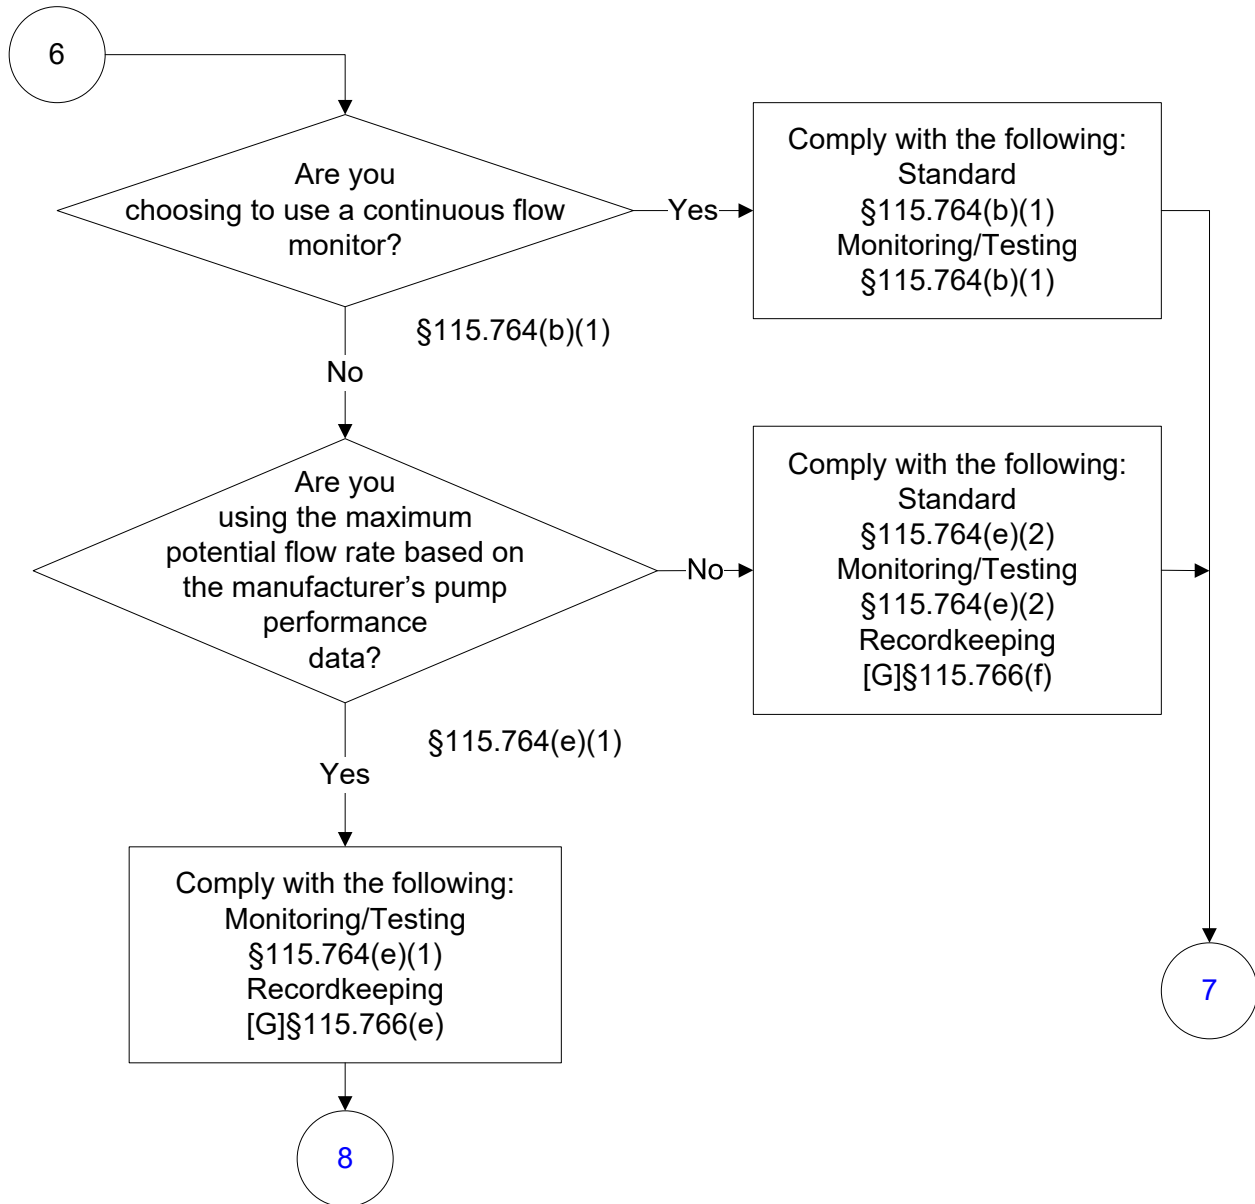 6
Are you
choosing to use a continuous flow
monitor?
Yes
Comply with the following:
Standard
§115.764(b)(1)
Monitoring/Testing
§115.764(b)(1)
§115.764(b)(1)
No
Are you
using the maximum
potential flow rate based on
the manufacturer’s pump
performance
data?
No
Comply with the following:
Standard
§115.764(e)(2)
Monitoring/Testing
§115.764(e)(2)
Recordkeeping
[G]§115.766(f)
§115.764(e)(1)
Yes
Comply with the following:
Monitoring/Testing
§115.764(e)(1)
Recordkeeping
[G]§115.766(e)
7
8